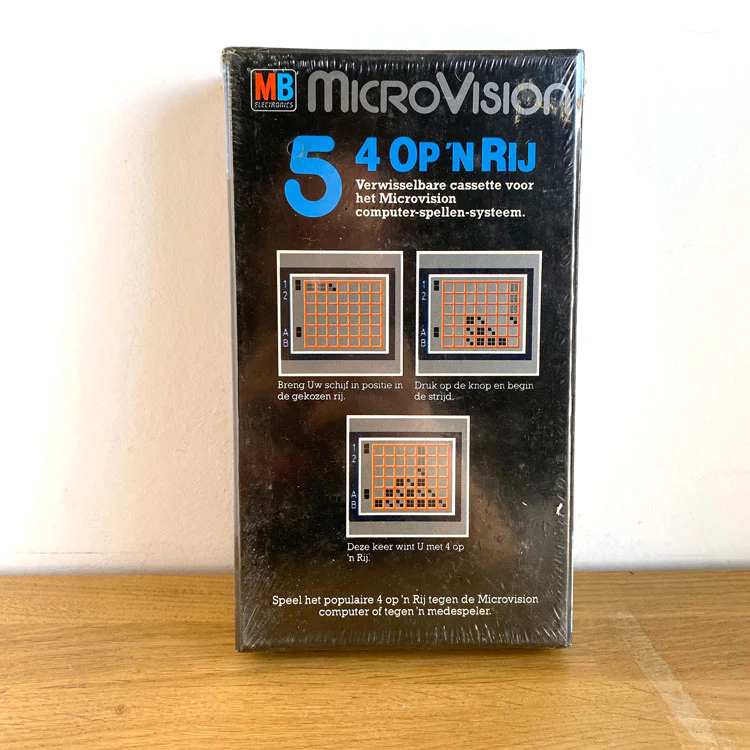 MB
ELECTRONICS
MICROVISION
5
4 OP 'N RIJ
Verwisselbare cassette voor
het Microvision
computer-spellen-systeem.
1
2
A
B
1
2
A
B
Breng Uw schijf in positie in
de gekozen rij.
Druk op de knop en begin
de strijd.
1
2
A
B
Deze keer wint U met 4 op
'n Rij.
Speel het populaire 4 op 'n Rij tegen de Microvision
computer of tegen 'n medespeler.